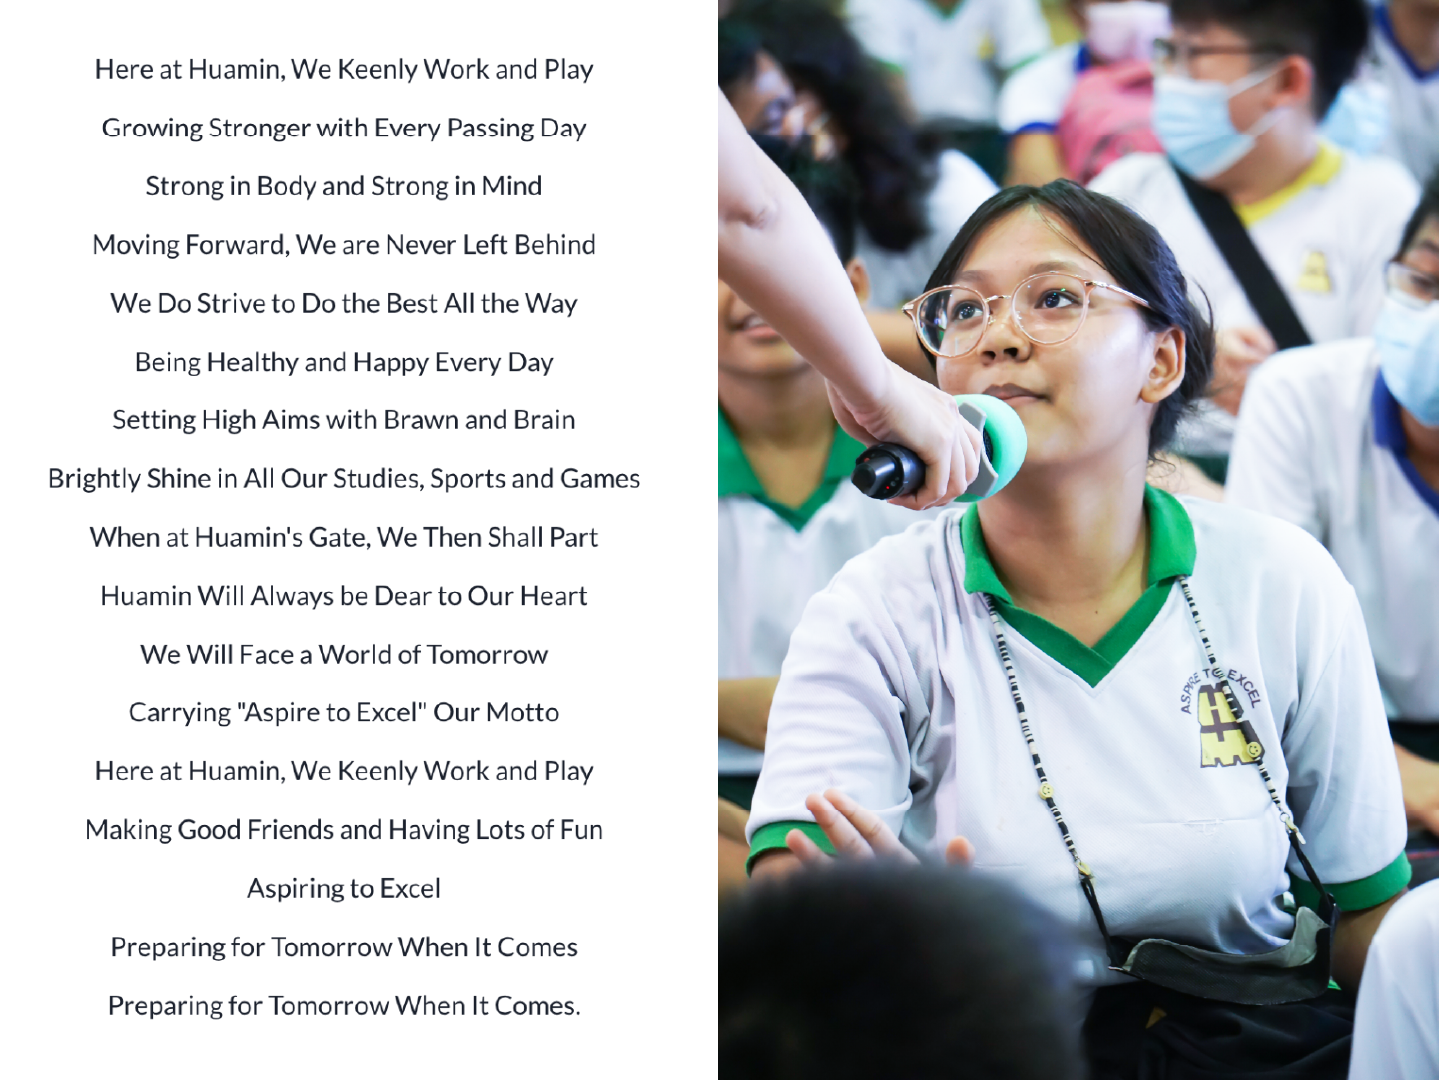 Here at Huamin, We Keenly Work and Play
Growing Stronger with Every Passing Day
Strong in Body and Strong in Mind
Moving Forward, We are Never Left Behind
We Do Strive to Do the Best All the Way
Being Healthy and Happy Every Day
Setting High Aims with Brawn and Brain
Brightly Shine in All Our Studies, Sports and Games
When at Huamin's Gate, We Then Shall Part
Huamin Will Always be Dear to Our Heart
We Will Face a World of Tomorrow
Carrying "Aspire to Excel" Our Motto
Here at Huamin, We Keenly Work and Play
Making Good Friends and Having Lots of Fun
Aspiring to Excel
Preparing for Tomorrow When It Comes
Preparing for Tomorrow When It Comes.
ASPIRE TO EXCEL